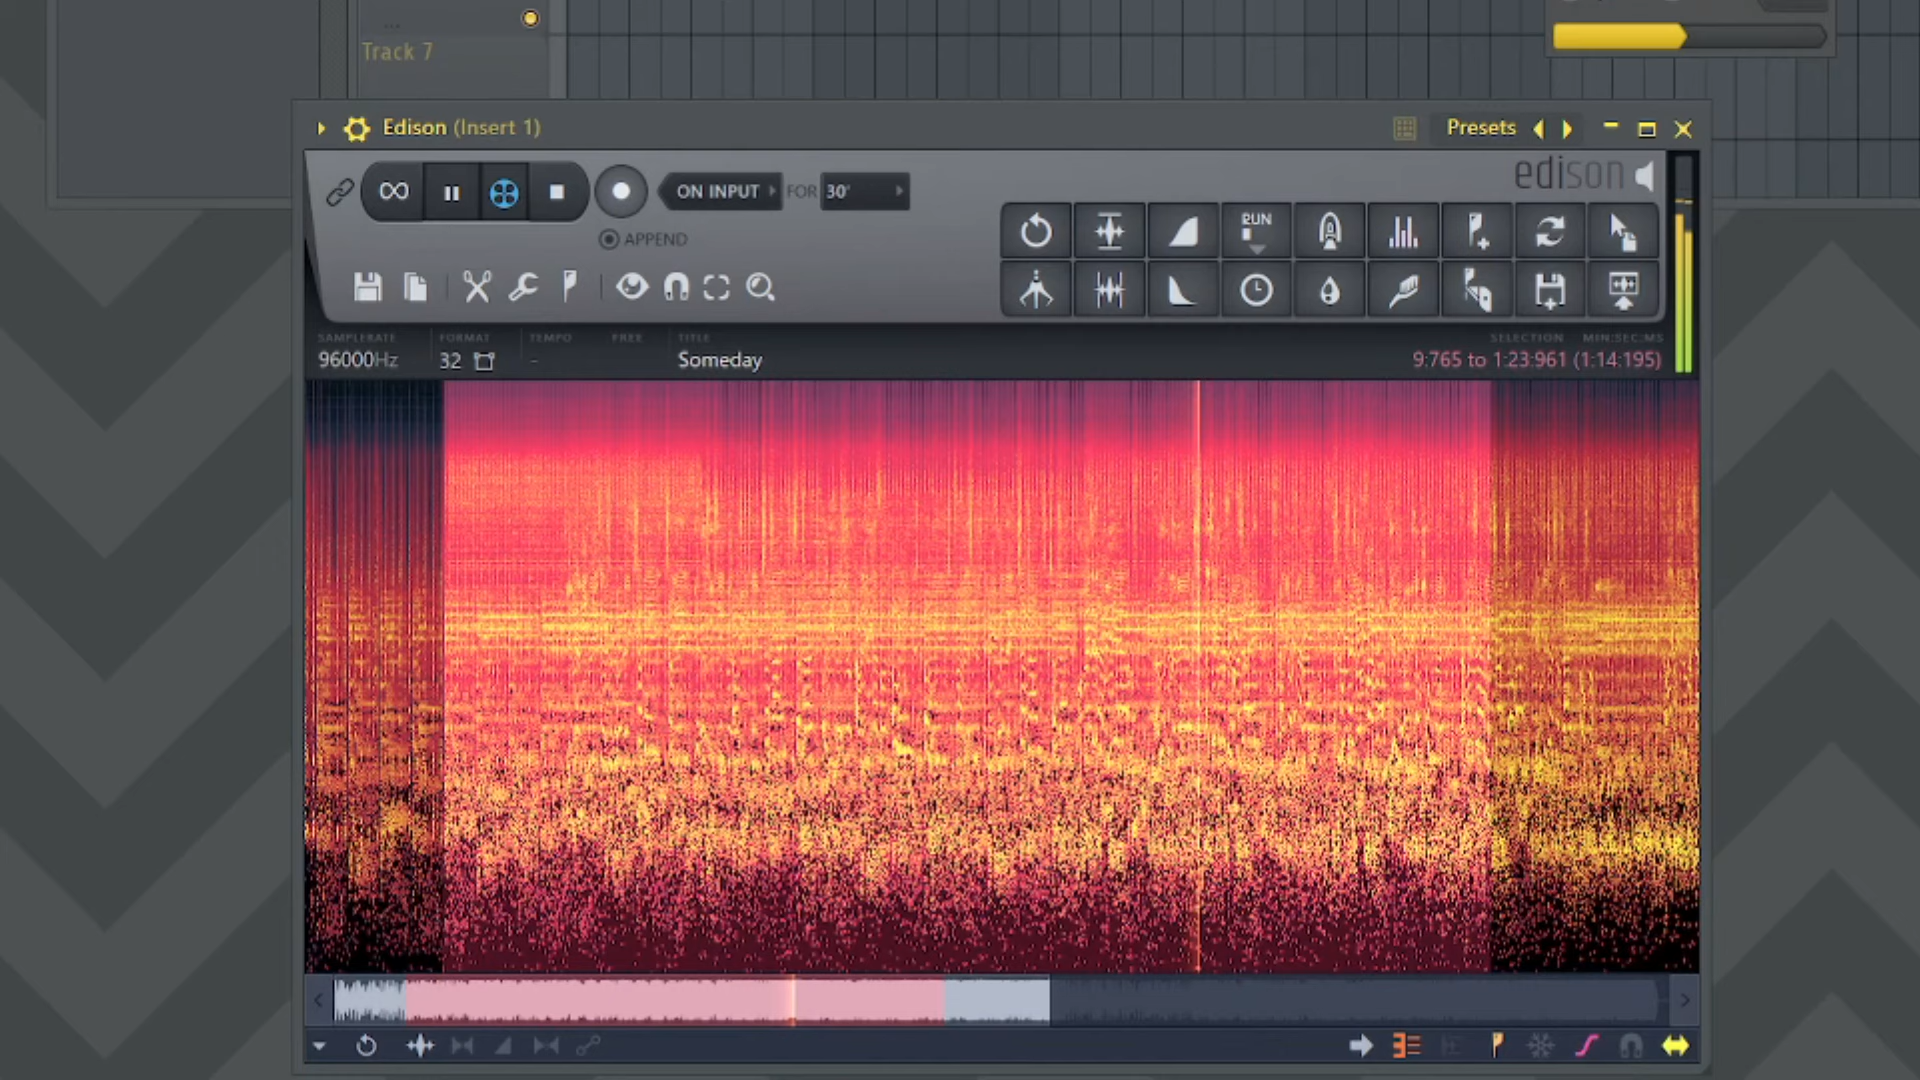 ...
Track 7
Edison (Insert 1)
Presets
edison
ON INPUT
FOR
30'
APPEND
RUN
SAMPLERATE
FORMAT
TEMPO
FREE
TITLE
SELECTION
MIN:SEC:MS
96000Hz
32
-
Someday
9:765 to 1:23:961 (1:14:195)